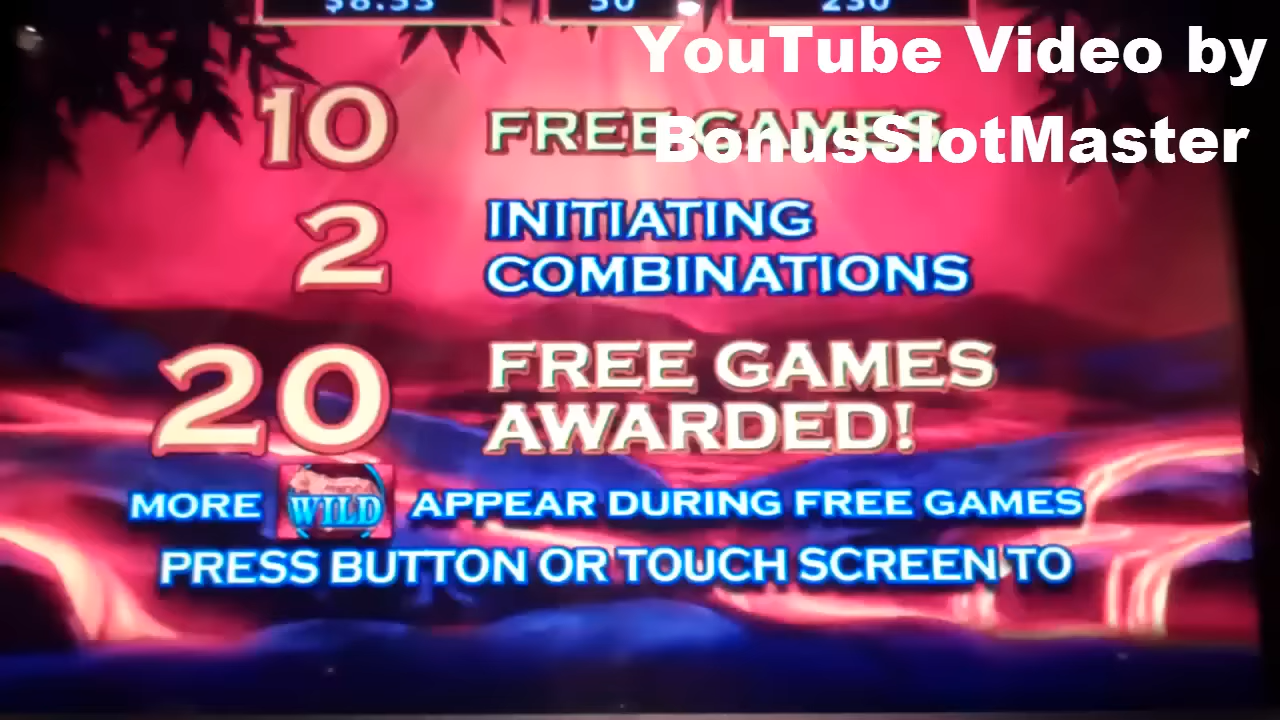 $8.33 50 250
YouTube Video by
BonusSlotMaster
10 FREE GAMES
2 INITIATING
COMBINATIONS
20 FREE GAMES
AWARDED!
MORE WILD APPEAR DURING FREE GAMES
PRESS BUTTON OR TOUCH SCREEN TO